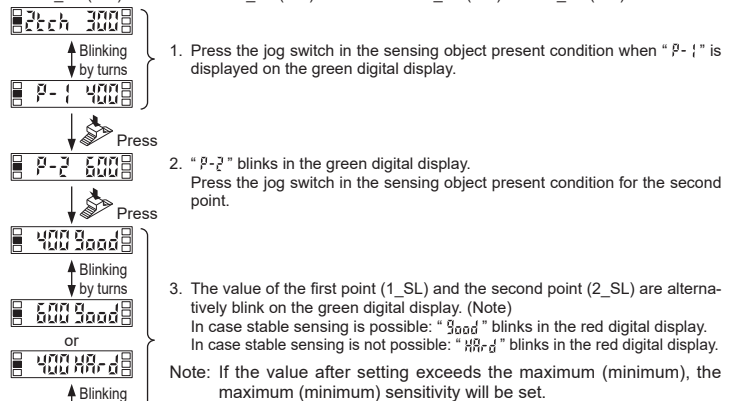 2tch 300
Blinking
by turns
P-1 400
1. Press the jog switch in the sensing object present condition when " P-1 " is
displayed on the green digital display.
Press
P-2 600
2. " P-2 " blinks in the green digital display.
Press the jog switch in the sensing object present condition for the second
point.
Press
400 Good
Blinking
by turns
600 Good
or
400 HArd
Blinking
3. The value of the first point (1_SL) and the second point (2_SL) are alterna-
tively blink on the green digital display. (Note)
In case stable sensing is possible: " Good " blinks in the red digital display.
In case stable sensing is not possible: " HArd " blinks in the red digital display.
Note: If the value after setting exceeds the maximum (minimum), the
maximum (minimum) sensitivity will be set.